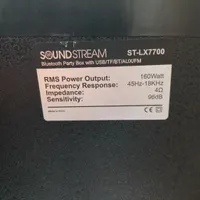 SOUNDSTREAM ST-LX7700
Bluetooth Party Box with USB/TF/BT/AUX/FM
RMS Power Output: 160Watt
Frequency Response: 45Hz-18KHz
Impedance: 4Ω
Sensitivity: 96dB